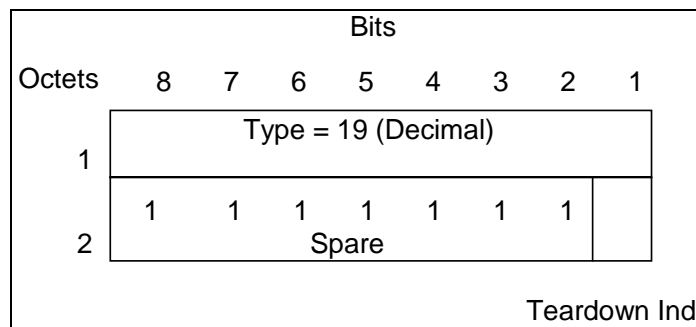 Bits
Octets 8 7 6 5 4 3 2 1
Type = 19 (Decimal)
1
1 1 1 1 1 1 1
2 Spare
Teardown Ind